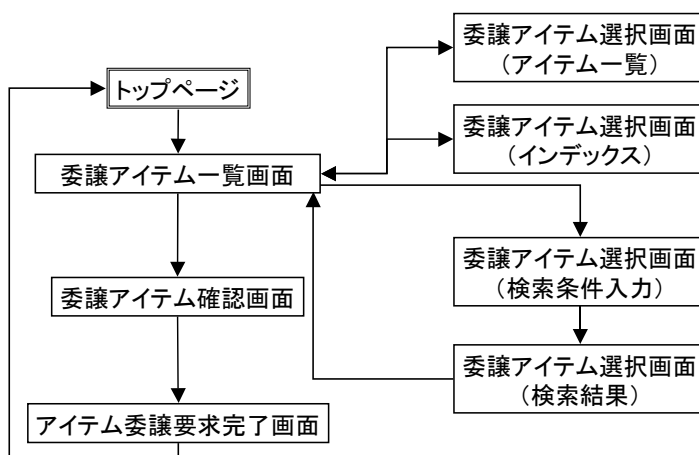 トップページ
委譲アイテム一覧画面
委譲アイテム確認画面
アイテム委譲要求完了画面
委譲アイテム選択画面
（アイテム一覧）
委譲アイテム選択画面
（インデックス）
委譲アイテム選択画面
（検索条件入力）
委譲アイテム選択画面
（検索結果）